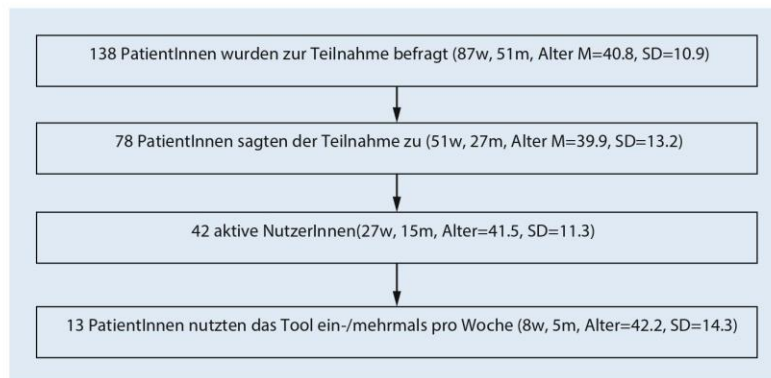 138 PatientInnen wurden zur Teilnahme befragt (87w, 51m, Alter M=40.8, SD=10.9)
78 PatientInnen sagten der Teilnahme zu (51w, 27m, Alter M=39.9, SD=13.2)
42 aktive NutzerInnen(27w, 15m, Alter=41.5, SD=11.3)
13 PatientInnen nutzten das Tool ein-/mehrmals pro Woche (8w, 5m, Alter=42.2, SD=14.3)